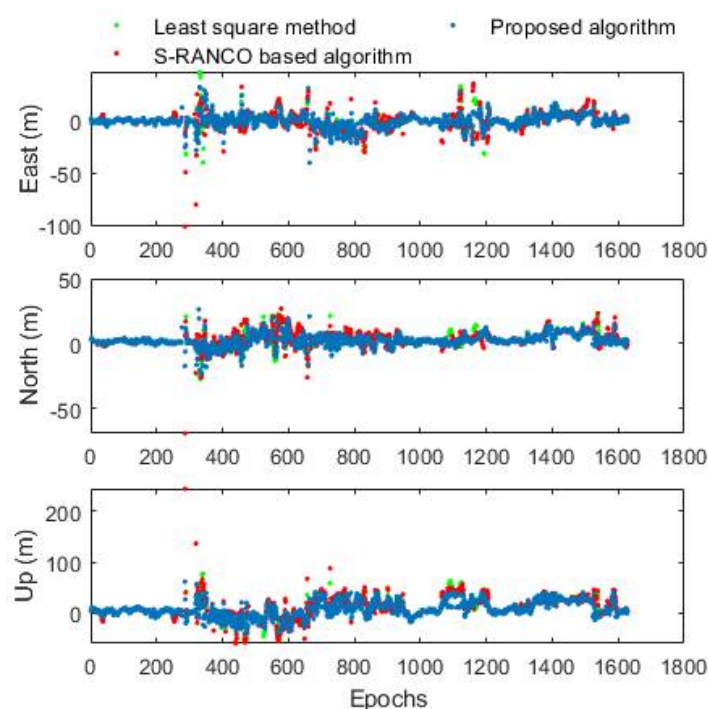 Least square method
Proposed algorithm
S-RANCO based algorithm
0
-50
-100
East (m)
0 200 400 600 800 1000 1200 1400 1600 1800
50
0
-50
North (m)
0 200 400 600 800 1000 1200 1400 1600 1800
200
100
0
Up (m)
0 200 400 600 800 1000 1200 1400 1600 1800
Epochs